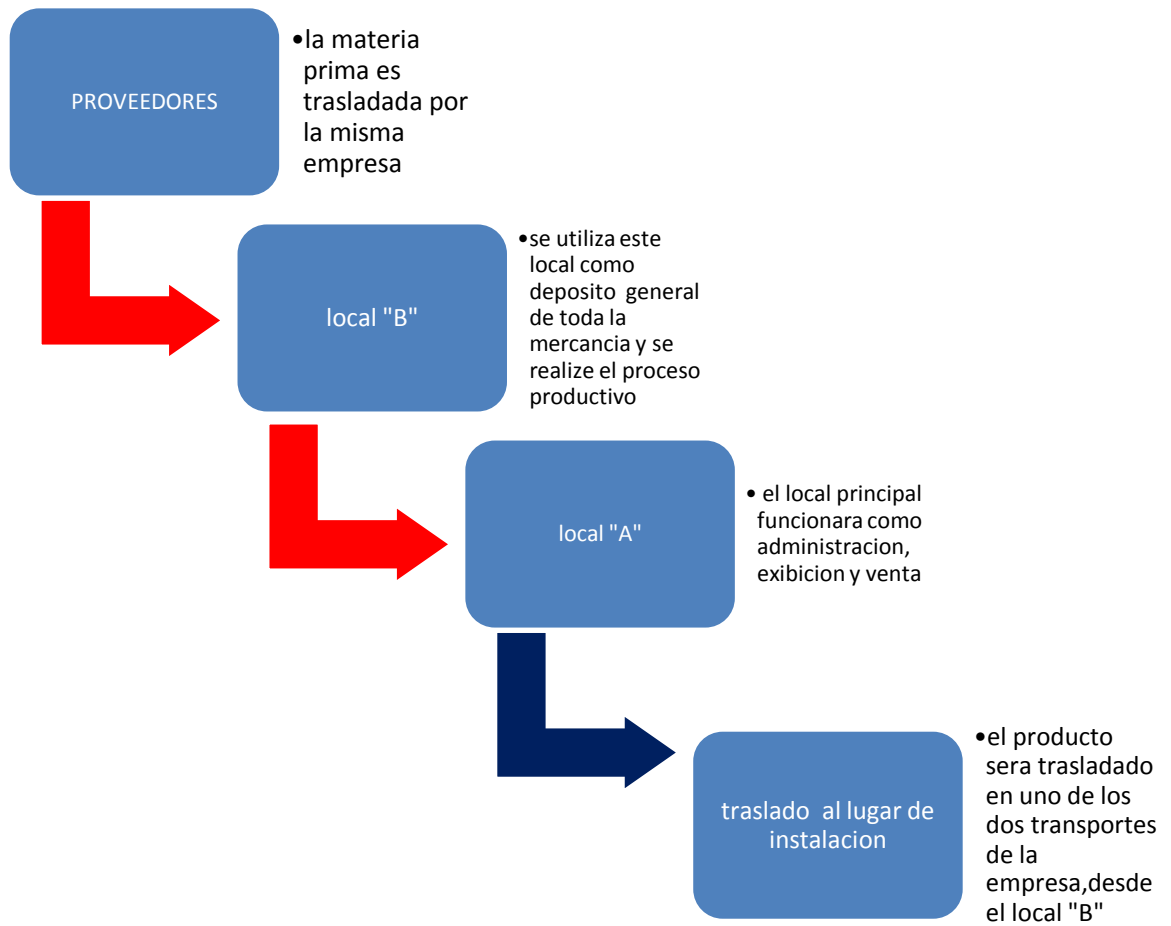 PROVEEDORES
•la materia
prima es
trasladada por
la misma
empresa
local "B"
•se utiliza este
local como
deposito general
de toda la
mercancia y se
realize el proceso
productivo
local "A"
• el local principal
funcionara como
administracion,
exibicion y venta
traslado al lugar de
instalacion
•el producto
sera trasladado
en uno de los
dos transportes
de la
empresa,desde
el local "B"